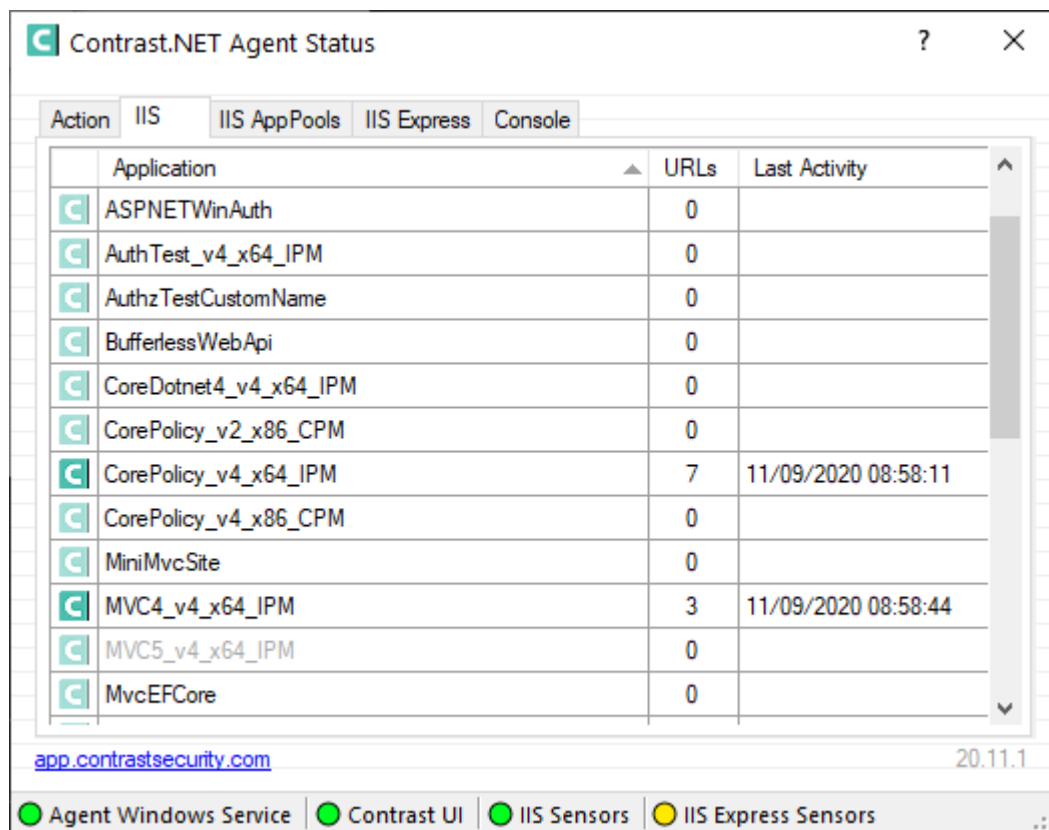 Contrast.NET Agent Status ?
Action IIS IIS AppPools IIS Express Console
Application URLs Last Activity
ASPNETWinAuth 0
AuthTest_v4_x64_IPM 0
AuthzTestCustomName 0
BufferlessWebApi 0
CoreDotnet4_v4_x64_IPM 0
CorePolicy_v2_x86_CPM 0
CorePolicy_v4_x64_IPM 7 11/09/2020 08:58:11
CorePolicy_v4_x86_CPM 0
MiniMvcSite 0
MVC4_v4_x64_IPM 3 11/09/2020 08:58:44
MVC5_v4_x64_IPM 0
MvcEFCore 0
app.contrastsecurity.com 20.11.1
Agent Windows Service Contrast UI IIS Sensors IIS Express Sensors